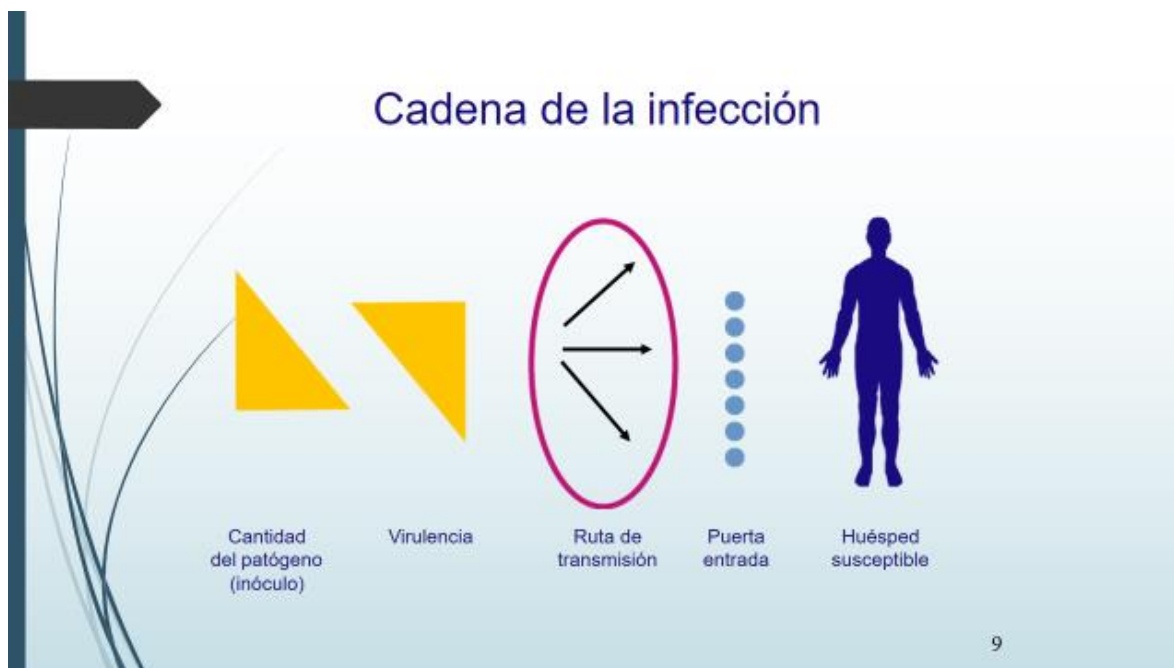 Cadena de la infección
Cantidad
del patógeno
(inóculo)
Virulencia
Ruta de
transmisión
Puerta
entrada
Huésped
susceptible
9